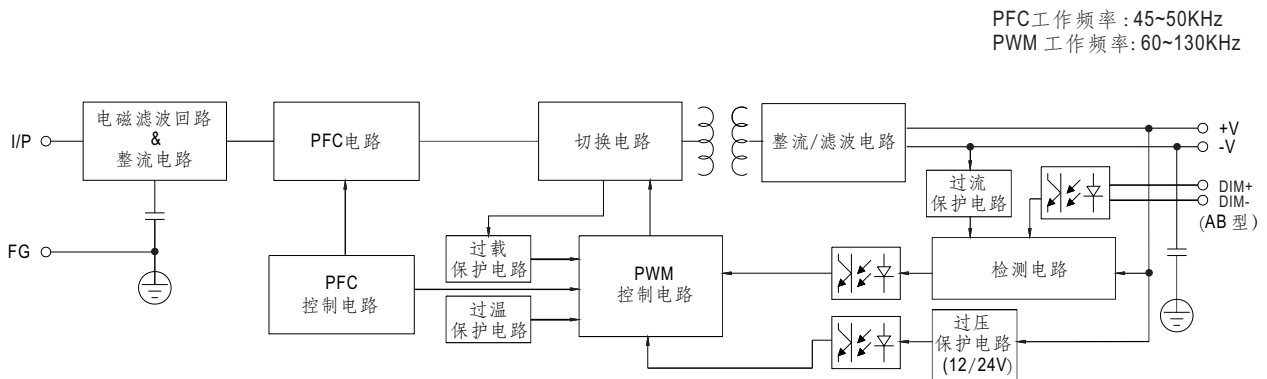 PFC工作频率：45~50KHz
PWM 工作频率：60~130KHz
I/P
电磁滤波回路
&
整流电路
PFC电路
切换电路
整流/滤波电路
+V
-V
过流
保护电路
DIM+
DIM-
(AB 型）
FG
过载
保护电路
PFC
控制电路
PWM
控制电路
检测电路
过温
保护电路
过压
保护电路
(12/24V)